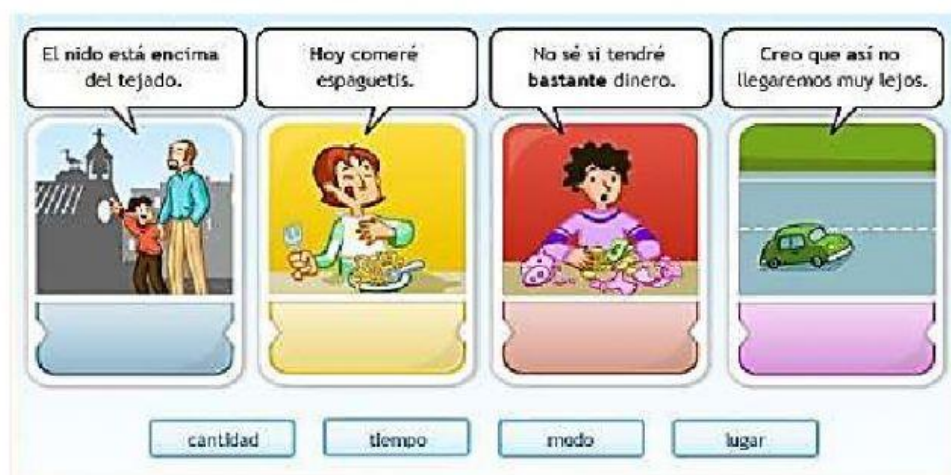 El nido está encima
del tejado.
Hoy comeré
espaguetis.
No sé si tendré
bastante dinero.
Creo que así no
llegaremos muy lejos.
cantidad
tiempo
modo
lugar